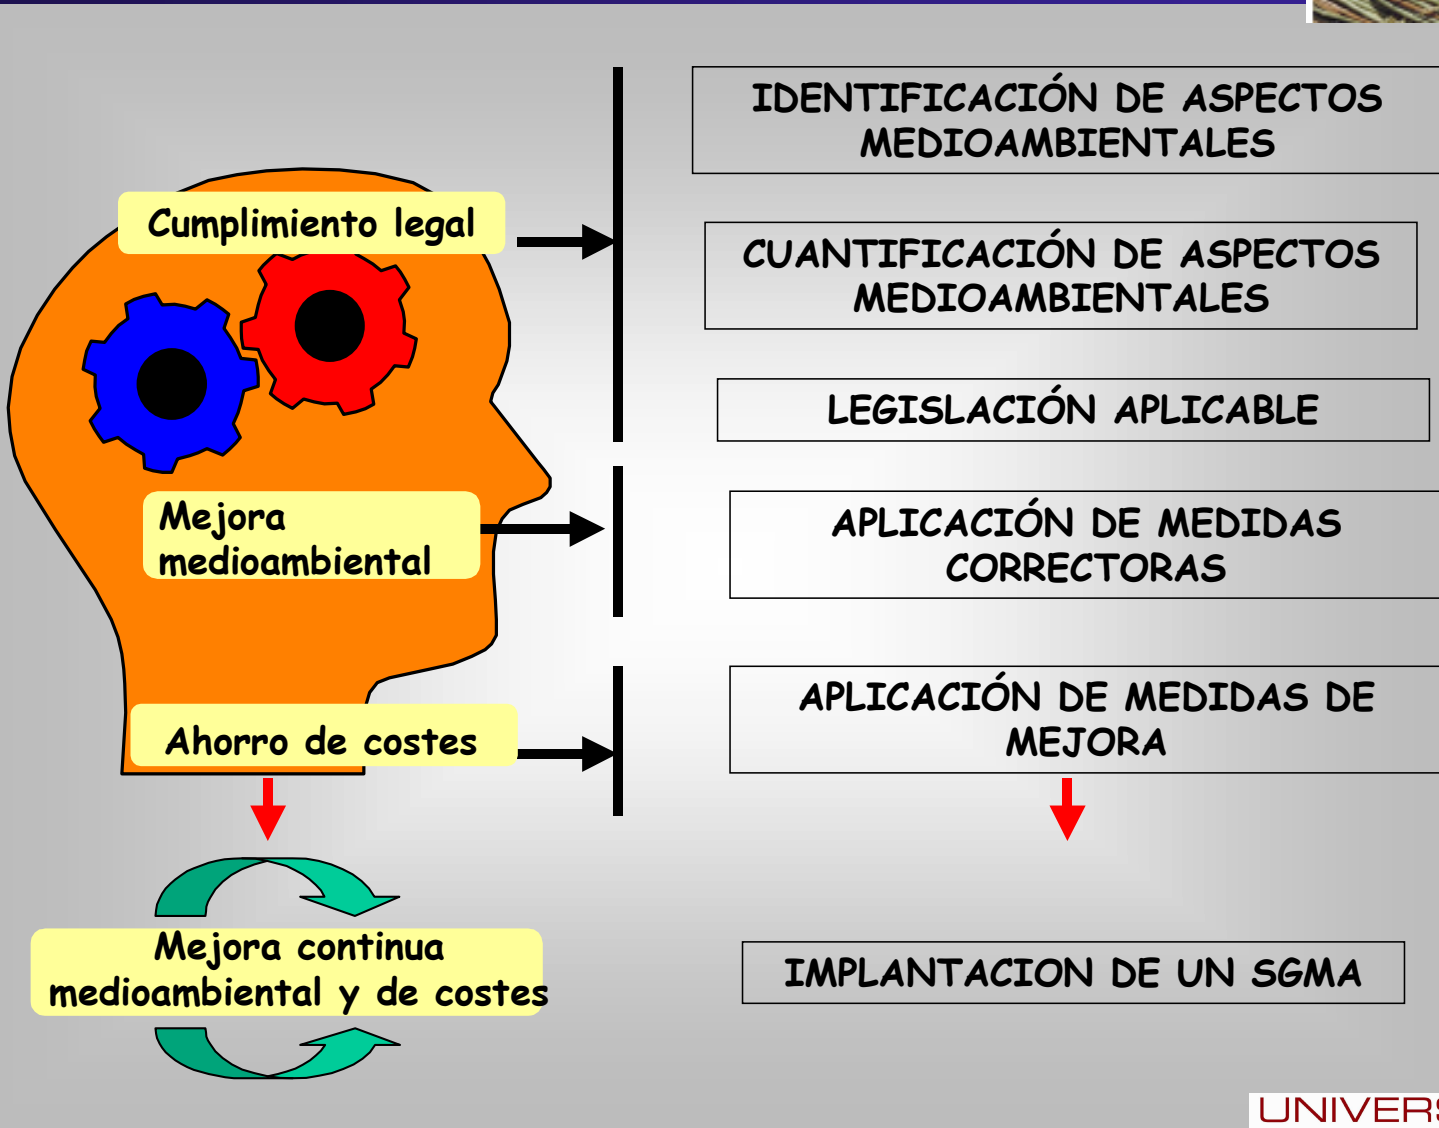 IDENTIFICACIÓN DE ASPECTOS
MEDIOAMBIENTALES
Cumplimiento legal
CUANTIFICACIÓN DE ASPECTOS
MEDIOAMBIENTALES
LEGISLACIÓN APLICABLE
Mejora
medioambiental
APLICACIÓN DE MEDIDAS
CORRECTORAS
Ahorro de costes
APLICACIÓN DE MEDIDAS DE
MEJORA
Mejora continua
medioambiental y de costes
IMPLANTACION DE UN SGMA